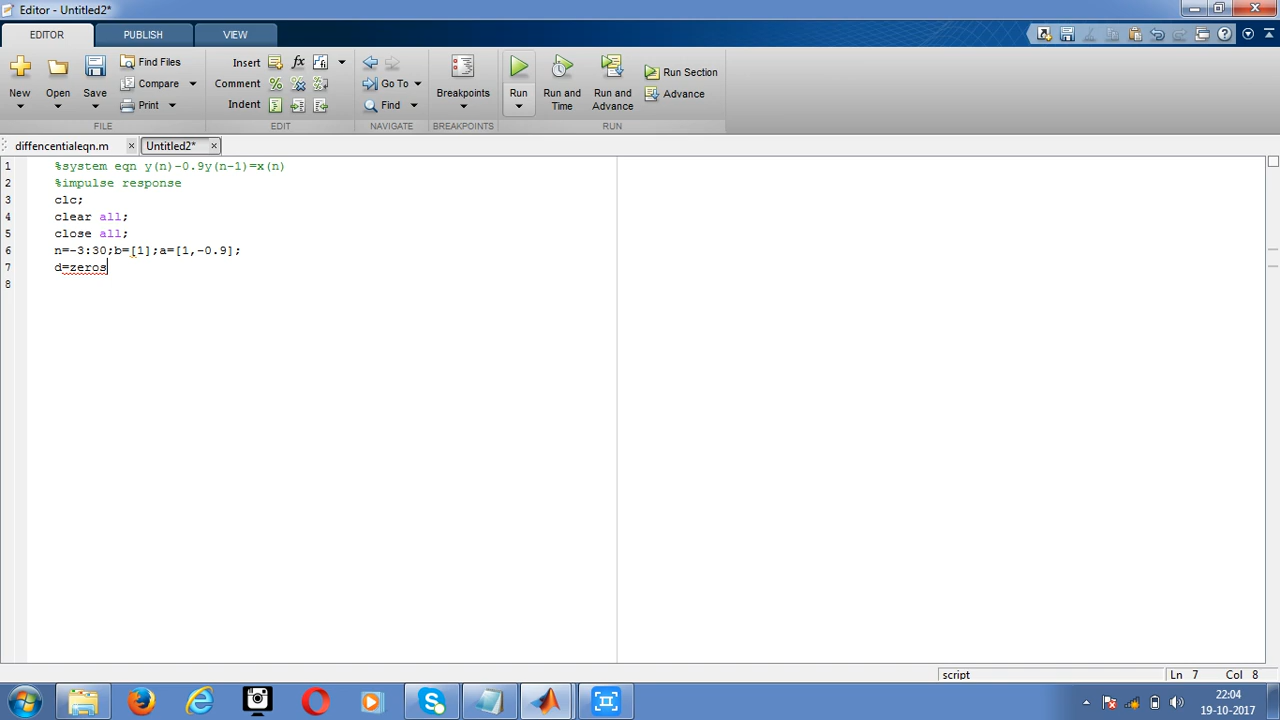 Editor - Untitled2*
EDITOR PUBLISH VIEW
New Open Save Find Files Compare Print
FILE
Insert fx
Comment
Indent
EDIT
Go To
Find
NAVIGATE
Breakpoints
BREAKPOINTS
Run Run and Time Run and Advance Run Section Advance
RUN
diffencentialeqn.m × Untitled2* ×
1 %system eqn y(n)-0.9y(n-1)=x(n)
2 %impulse response
3 clc;
4 clear all;
5 close all;
6 n=-3:30;b=[1];a=[1,-0.9];
7 d=zeros
8
script Ln 7 Col 8
22:04
19-10-2017